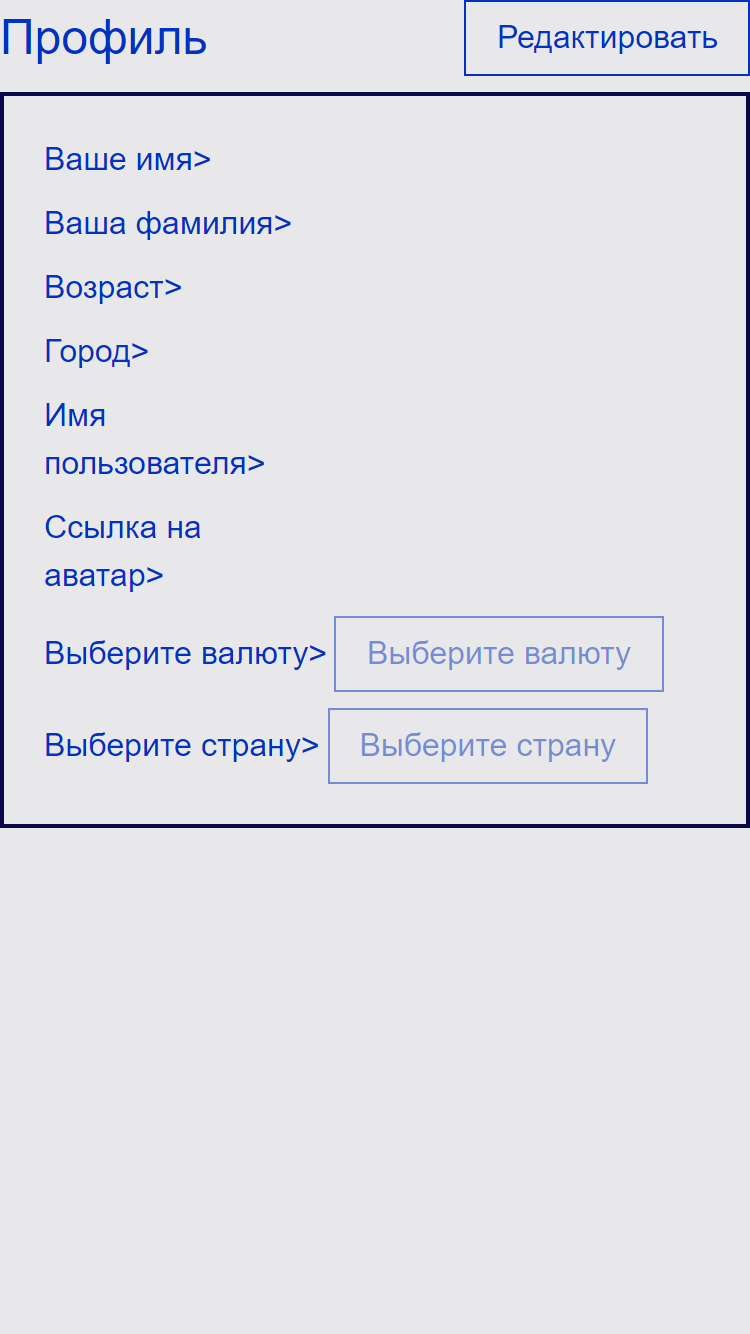 Профиль
Редактировать
Ваше имя>
Ваша фамилия>
Возраст>
Город>
Имя
пользователя>
Ссылка на
аватар>
Выберите валюту> Выберите валюту
Выберите страну> Выберите страну